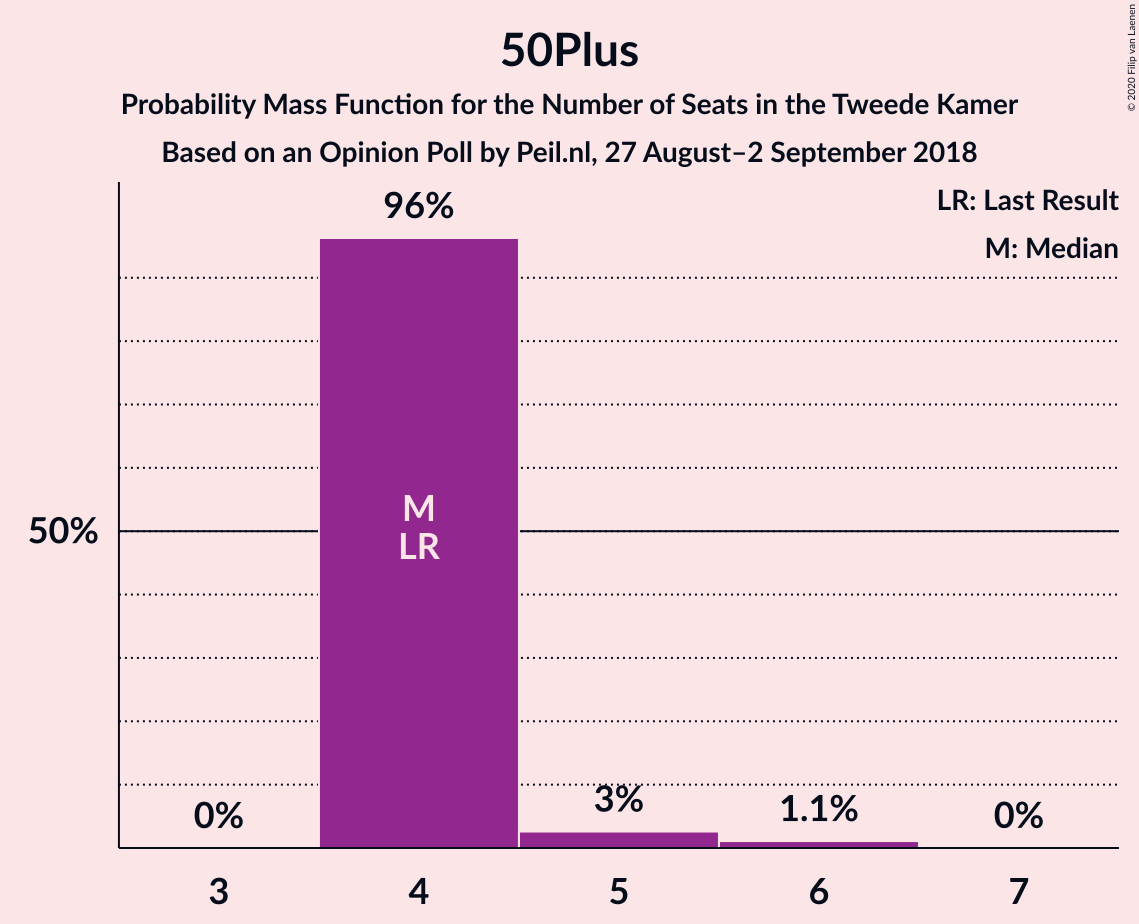 50Plus
Probability Mass Function for the Number of Seats in the Tweede Kamer
Based on an Opinion Poll by Peil.nl, 27 August–2 September 2018
© 2020 Filip van Laenen
LR: Last Result
M: Median
96%
50%
M
LR
0%
3%
1.1%
0%
3
4
5
6
7